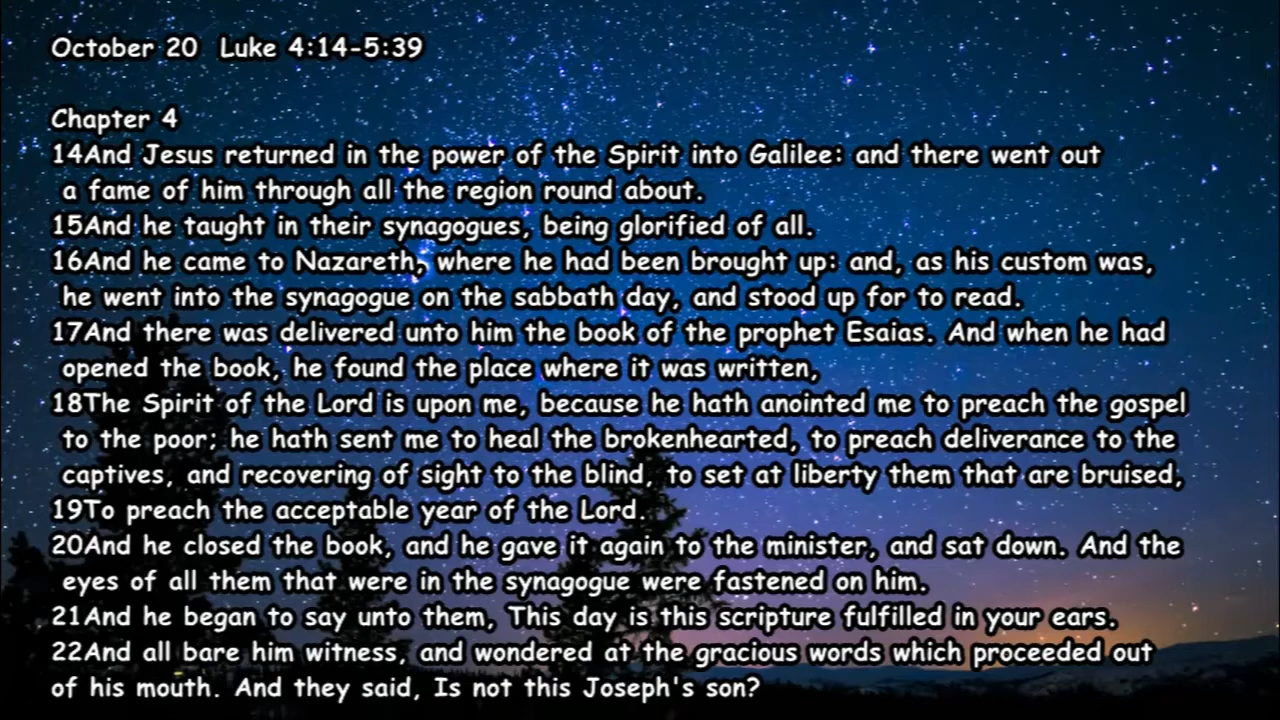 October 20  Luke 4:14-5:39
Chapter 4
14And Jesus returned in the power of the Spirit into Galilee: and there went out
a fame of him through all the region round about.
15And he taught in their synagogues, being glorified of all.
16And he came to Nazareth, where he had been brought up: and, as his custom was,
he went into the synagogue on the sabbath day, and stood up for to read.
17And there was delivered unto him the book of the prophet Esaias. And when he had
opened the book, he found the place where it was written,
18The Spirit of the Lord is upon me, because he hath anointed me to preach the gospel
to the poor; he hath sent me to heal the brokenhearted, to preach deliverance to the
captives, and recovering of sight to the blind, to set at liberty them that are bruised,
19To preach the acceptable year of the Lord.
20And he closed the book, and he gave it again to the minister, and sat down. And the
eyes of all them that were in the synagogue were fastened on him.
21And he began to say unto them, This day is this scripture fulfilled in your ears.
22And all bare him witness, and wondered at the gracious words which proceeded out
of his mouth. And they said, Is not this Joseph's son?